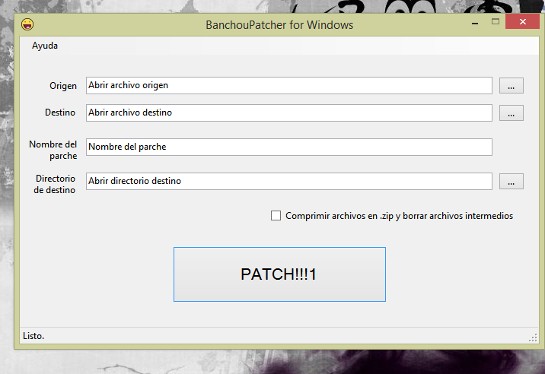 BanchouPatcher for Windows
Ayuda
Origen
Abrir archivo origen
...
Destino
Abrir archivo destino
...
Nombre del
parche
Nombre del parche
Directorio
de destino
Abrir directorio destino
...
Comprimir archivos en .zip y borrar archivos intermedios
PATCH!!!1
Listo.